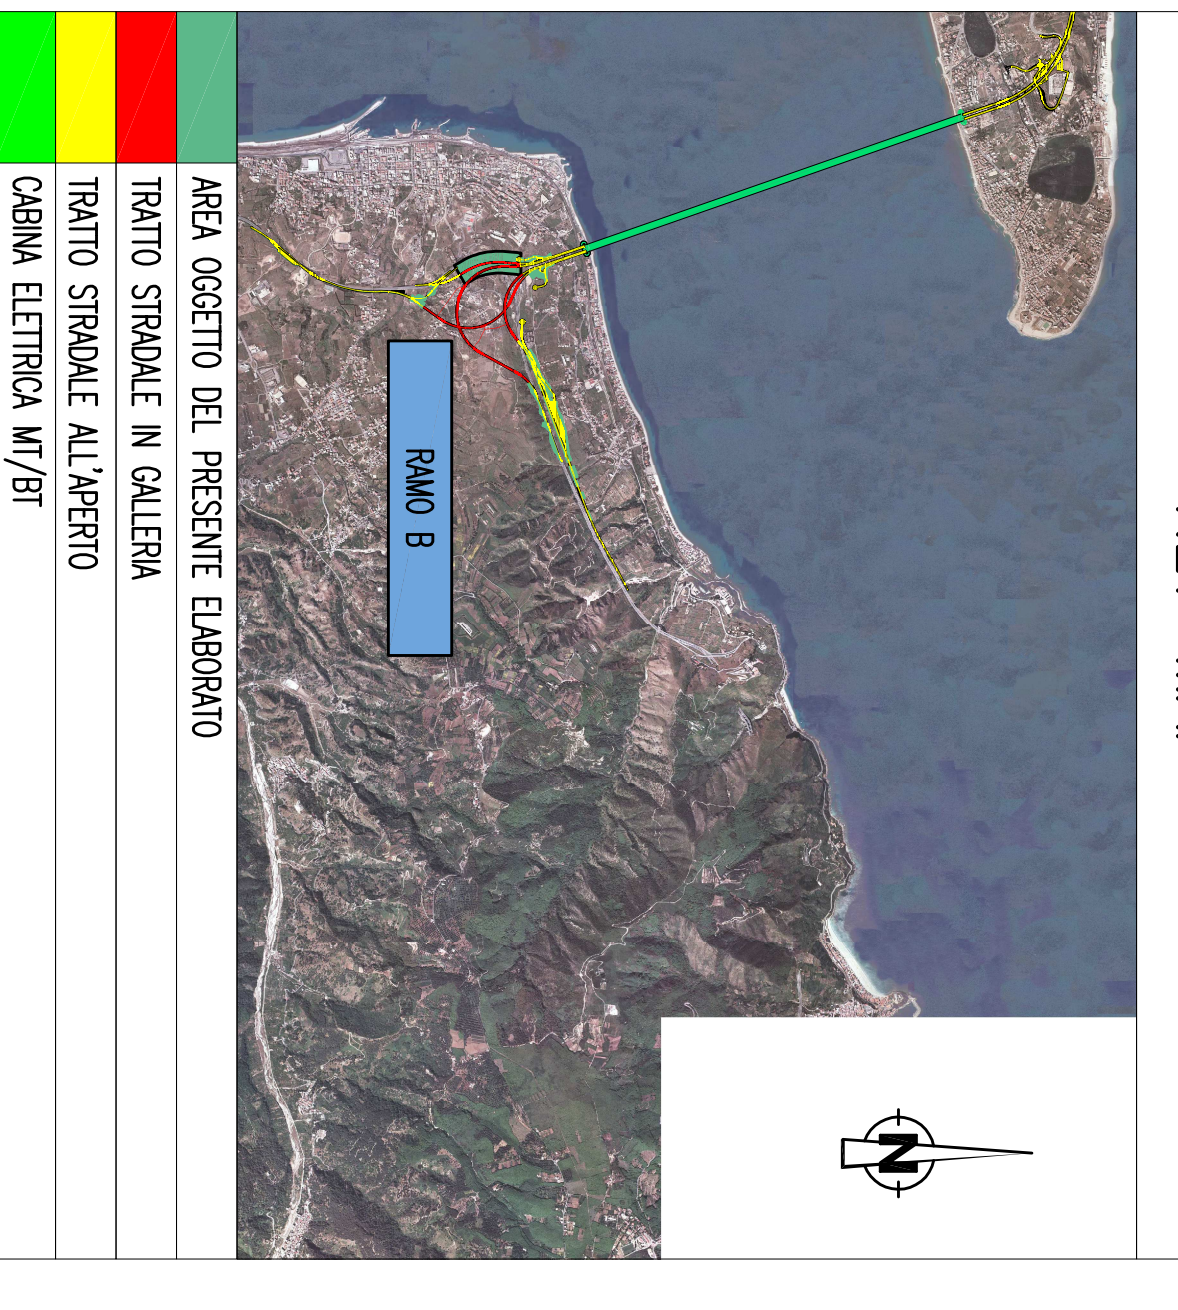 RAMO B
N
AREA OGGETTO DEL PRESENTE ELABORATO
TRATTO STRADALE IN GALLERIA
TRATTO STRADALE ALL'APERTO
CABINA ELETTRICA MT/BT